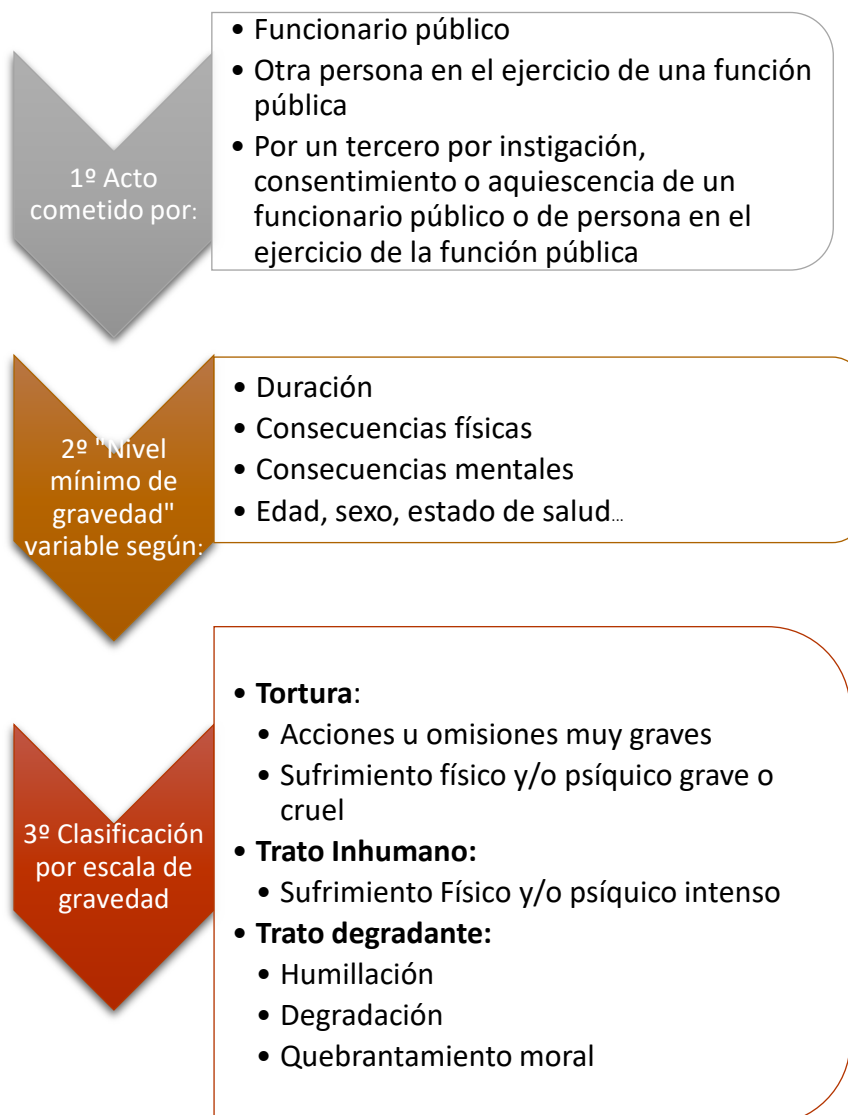 1º Acto
cometido por:
• Funcionario público
• Otra persona en el ejercicio de una función
pública
• Por un tercero por instigación,
consentimiento o aquiescencia de un
funcionario público o de persona en el
ejercicio de la función pública
2º "Nivel
mínimo de
gravedad"
variable según:
• Duración
• Consecuencias físicas
• Consecuencias mentales
• Edad, sexo, estado de salud...
3º Clasificación
por escala de
gravedad
• Tortura:
• Acciones u omisiones muy graves
• Sufrimiento físico y/o psíquico grave o
cruel
• Trato Inhumano:
• Sufrimiento Físico y/o psíquico intenso
• Trato degradante:
• Humillación
• Degradación
• Quebrantamiento moral